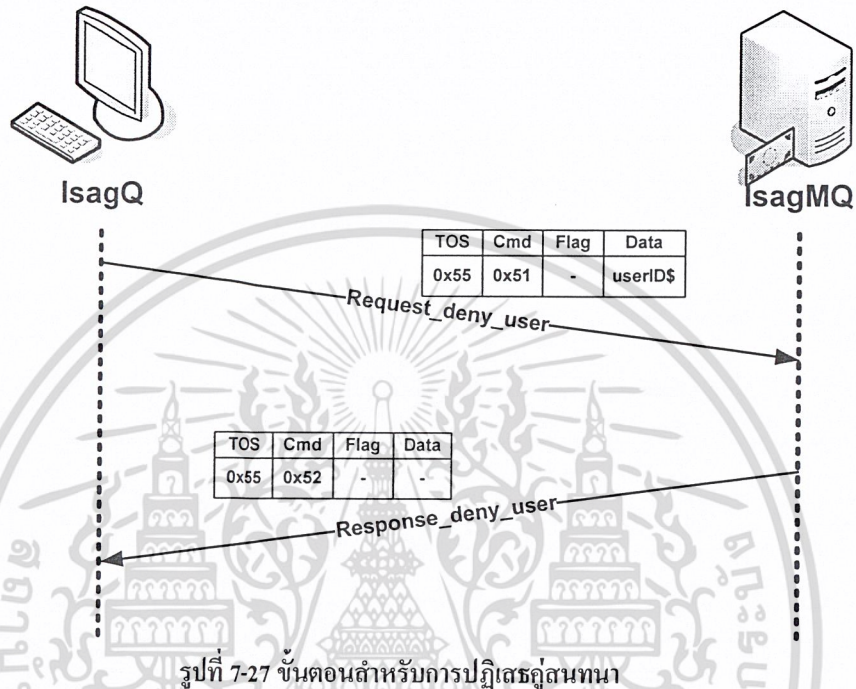 IsagQ
IsagMQ
TOS Cmd Flag Data
0x55 0x51 - userID$
Request_deny_user
TOS Cmd Flag Data
0x55 0x52 - -
Response_deny_user
รูปที่ 7-27 ขั้นตอนสำหรับการปฏิเสธคู่สนทนา